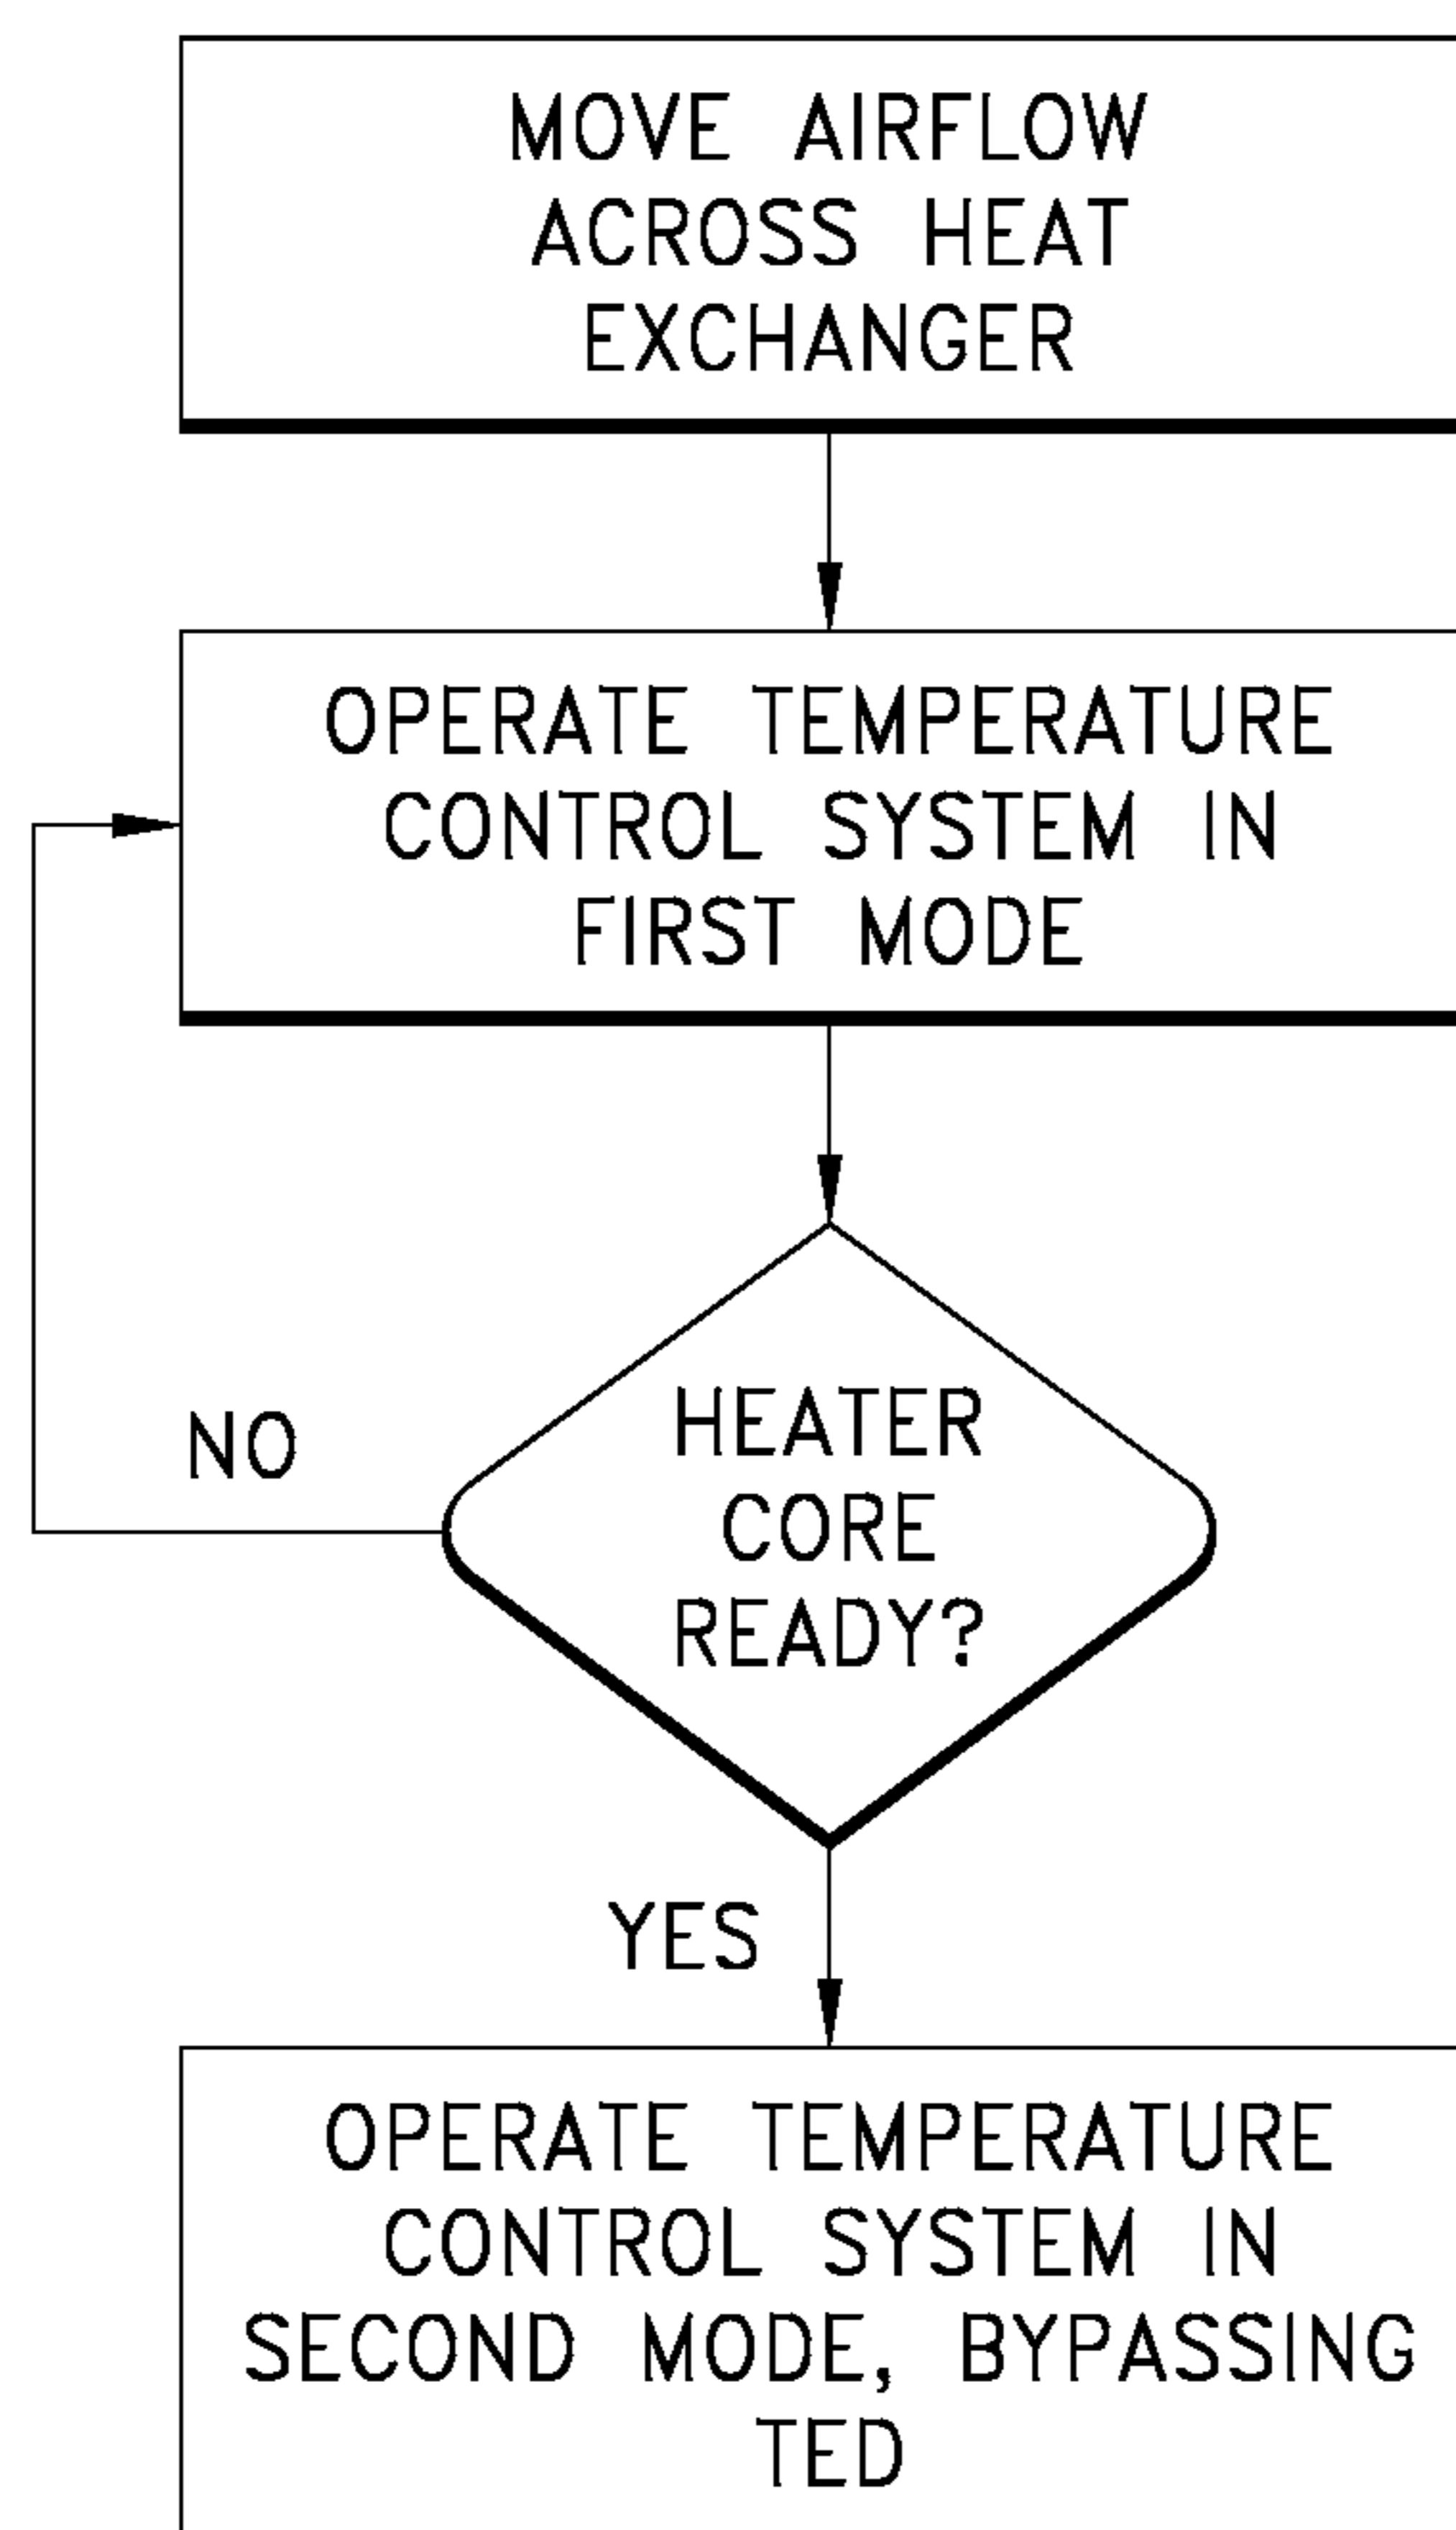 MOVE AIRFLOW
ACROSS HEAT
EXCHANGER
OPERATE TEMPERATURE
CONTROL SYSTEM IN
FIRST MODE
HEATER
CORE
READY?
NO
YES
OPERATE TEMPERATURE
CONTROL SYSTEM IN
SECOND MODE, BYPASSING
TED